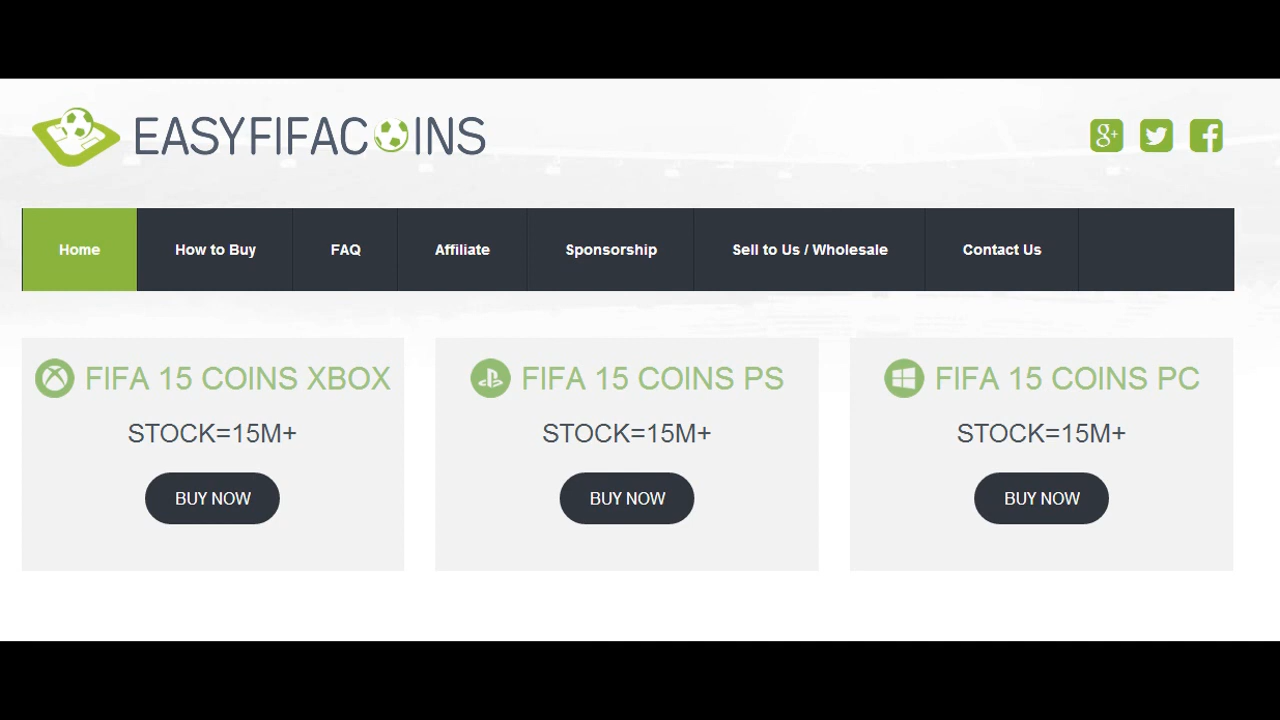 EASYFIFACOINS
g+
Home How to Buy FAQ Affiliate Sponsorship Sell to Us / Wholesale Contact Us
FIFA 15 COINS XBOX
STOCK=15M+
BUY NOW
FIFA 15 COINS PS
STOCK=15M+
BUY NOW
FIFA 15 COINS PC
STOCK=15M+
BUY NOW